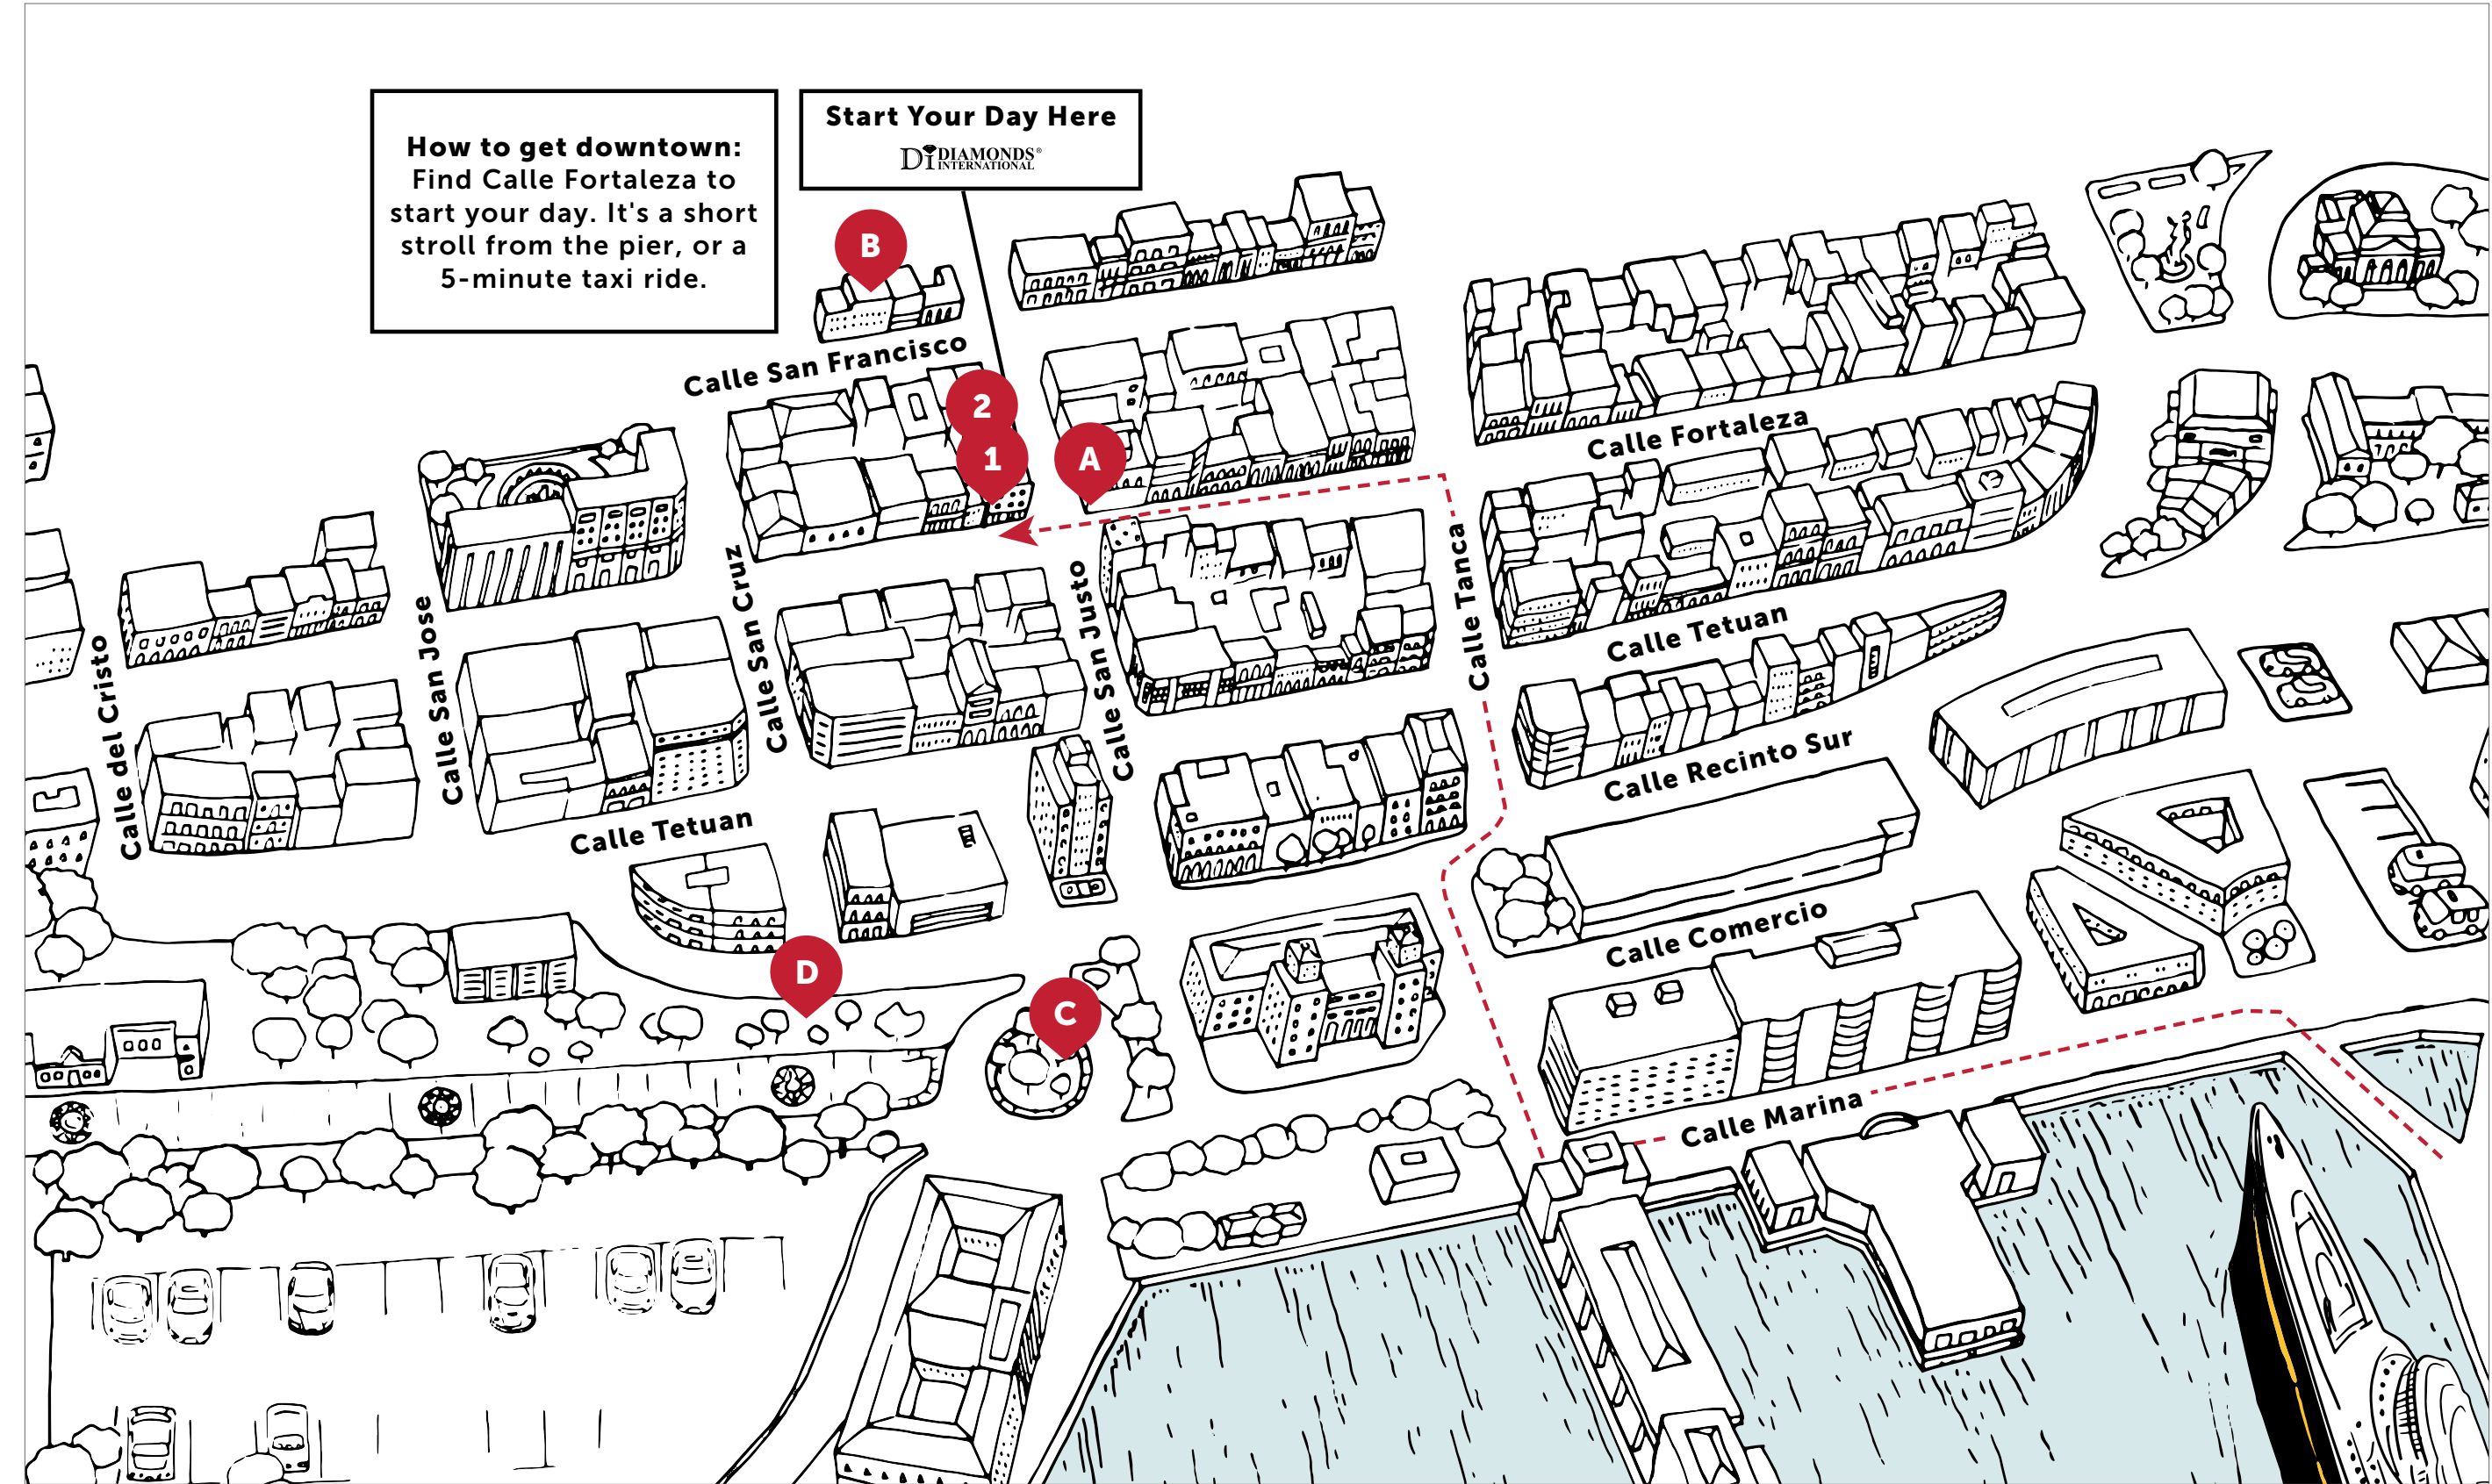 How to get downtown:
Find Calle Fortaleza to
start your day. It's a short
stroll from the pier, or a
5-minute taxi ride.
Start Your Day Here
Di DIAMONDS®
INTERNATIONAL
B
Calle San Francisco
2
1
A
Calle Fortaleza
Calle Tanca
Calle San Justo
Calle San Cruz
Calle San Jose
Calle del Cristo
Calle Tetuan
Calle Recinto Sur
Calle Tetuan
Calle Comercio
D
C
Calle Marina